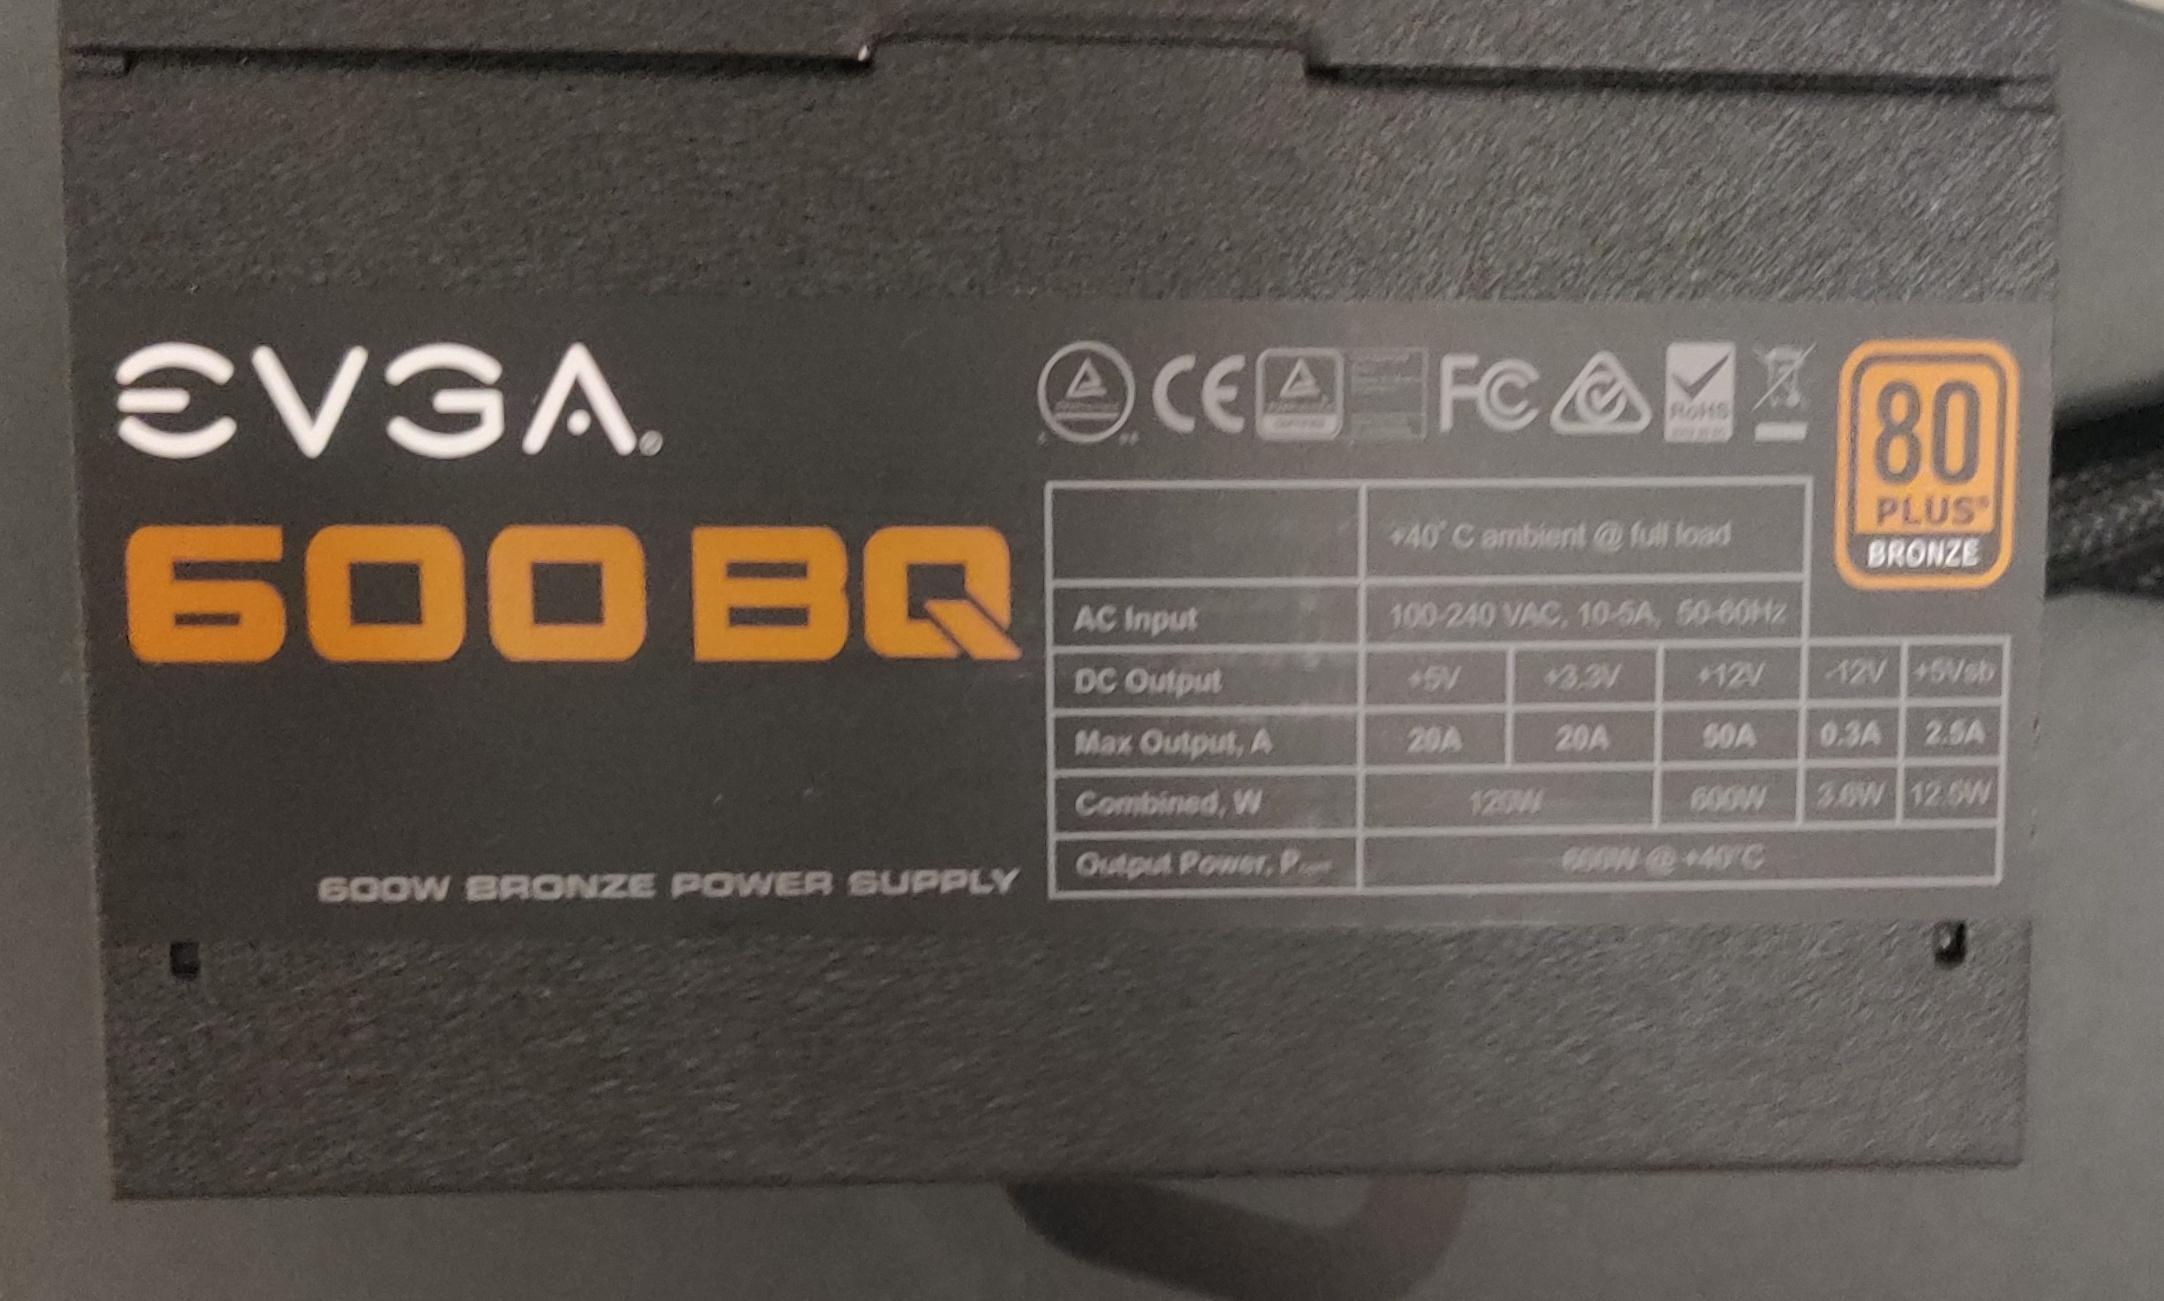 EVGA®
600 BQ
600W BRONZE POWER SUPPLY
CE FC RoHS
80
PLUS®
BRONZE
+40° C ambient @ full load
AC Input 100-240 VAC, 10-5A, 50-60Hz
DC Output +5V +3.3V +12V -12V +5Vsb
Max Output, A 20A 20A 50A 0.3A 2.5A
Combined, W 120W 600W 3.6W 12.5W
Output Power, P 600W @ +40°C